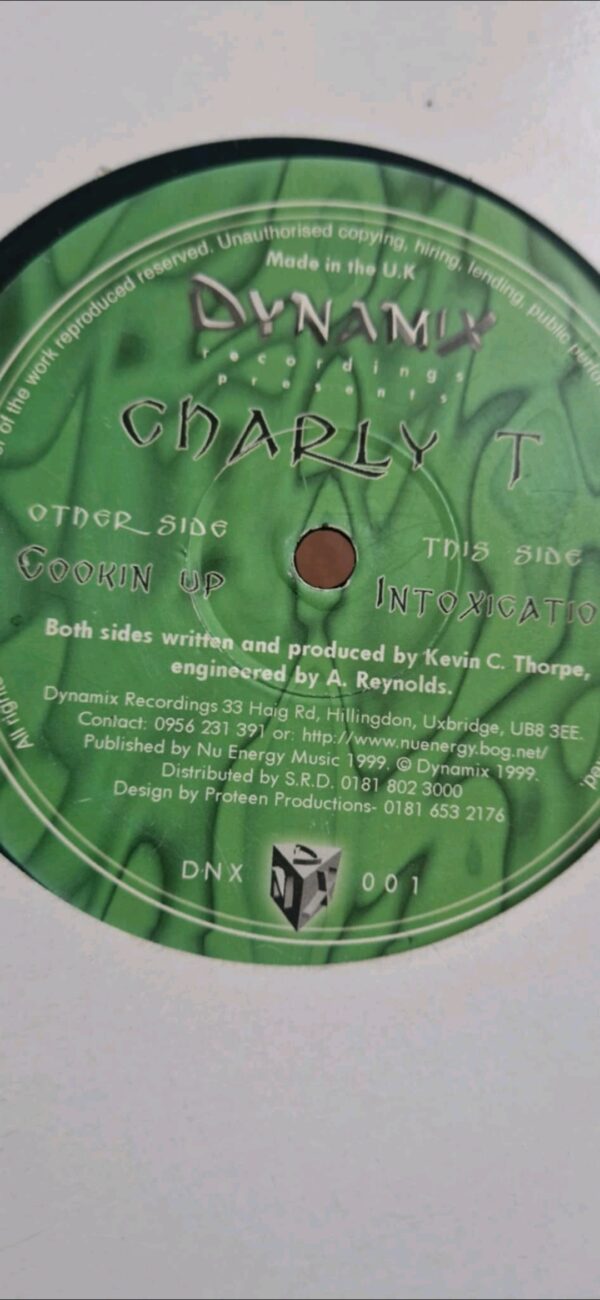 er of the work reproduced reserved. Unauthorised copying, hiring, lending, public
Made in the U.K
DYNAMIX
recordings
presents
CHARLY T
OTHER SIDE
COOKIN UP
THIS SIDE
INTOXICATIO
Both sides written and produced by Kevin C. Thorpe,
engineered by A. Reynolds.
Dynamix Recordings 33 Haig Rd, Hillingdon, Uxbridge, UB8 3EE.
Contact: 0956 231 391 or: http://www.nuenergy.bog.net/
Published by Nu Energy Music 1999. © Dynamix 1999.
Distributed by S.R.D. 0181 802 3000
Design by Proteen Productions- 0181 653 2176
All rights
DNX 001